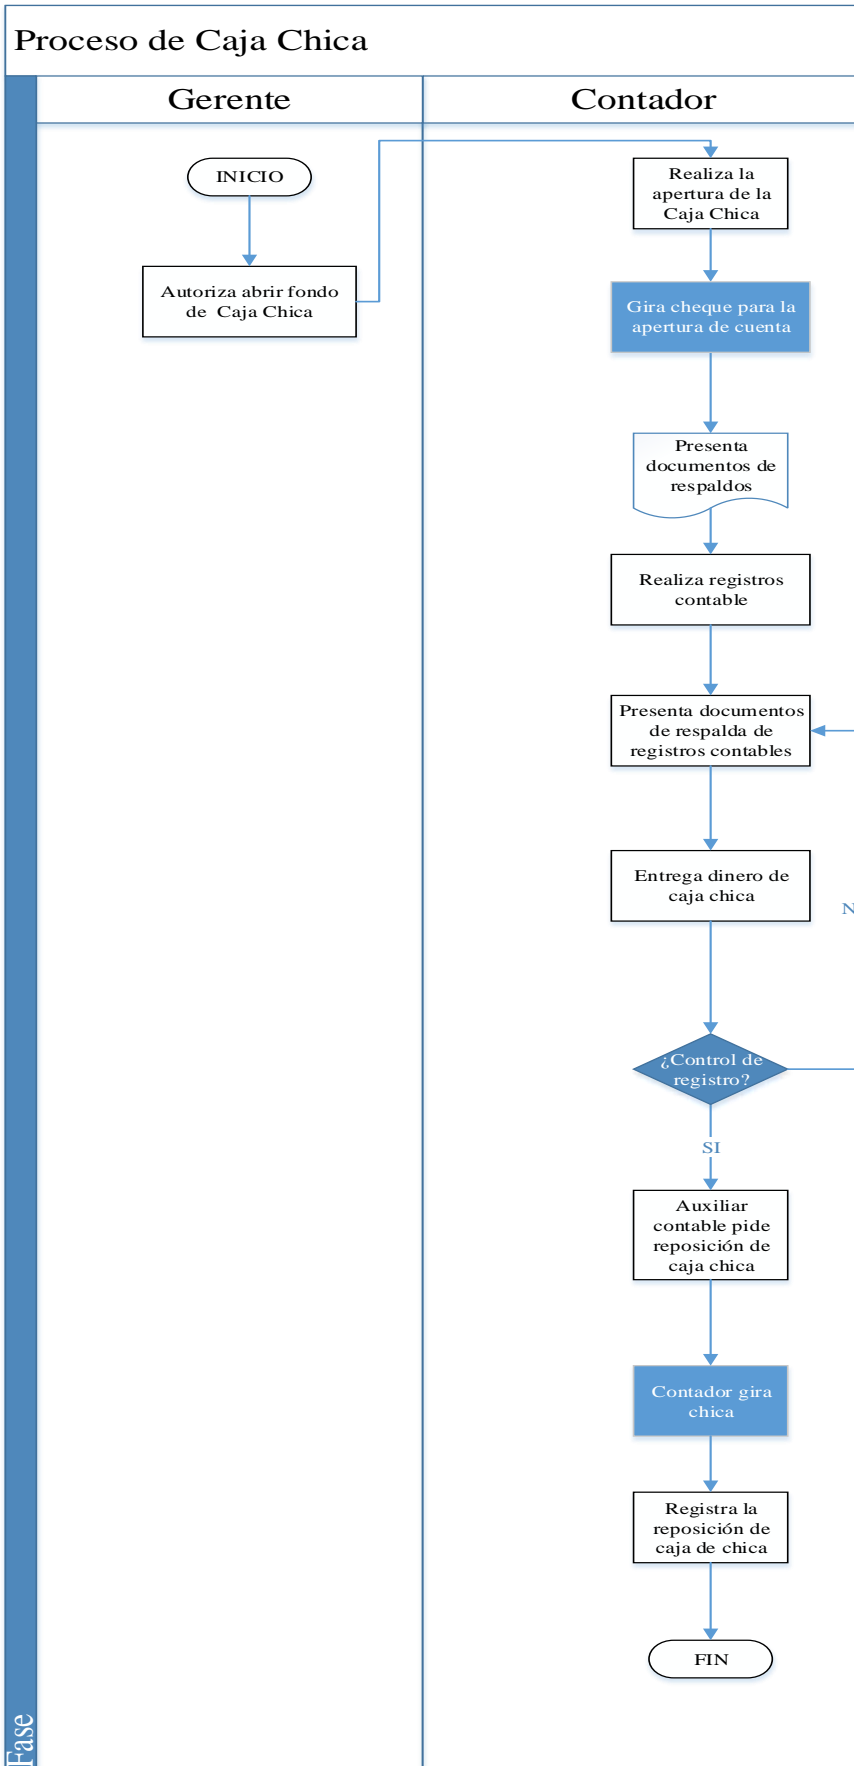 Proceso de Caja Chica
Gerente
Contador
INICIO
Autoriza abrir fondo
de Caja Chica
Realiza la
apertura de la
Caja Chica
Gira cheque para la
apertura de cuenta
Presenta
documentos de
respaldos
Realiza registros
contable
Presenta documentos
de respalda de
registros contables
Entrega dinero de
caja chica
N
¿Control de
registro?
SI
Auxiliar
contable pide
reposición de
caja chica
Contador gira
chica
Registra la
reposición de
caja de chica
FIN
Fase